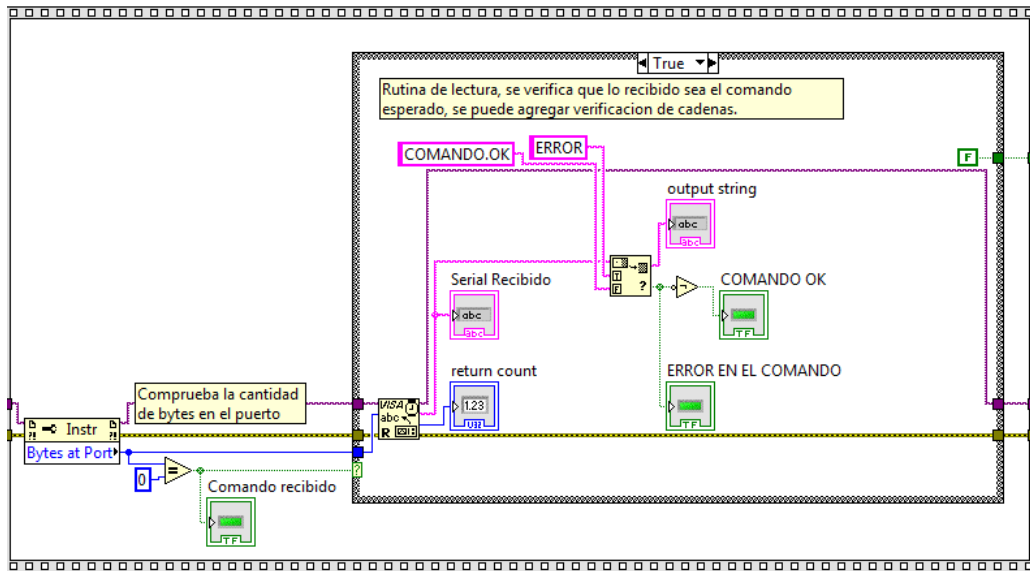 True
Rutina de lectura, se verifica que lo recibido sea el comando
esperado, se puede agregar verificacion de cadenas.
COMANDO.OK
ERROR
F
output string
abc
abc
T
F
?
Serial Recibido
abc
abc
COMANDO OK
TF
return count
1.23
U32
ERROR EN EL COMANDO
TF
Comprueba la cantidad
de bytes en el puerto
VISA
abc
R
Instr
Bytes at Port
0
=
?
Comando recibido
TF